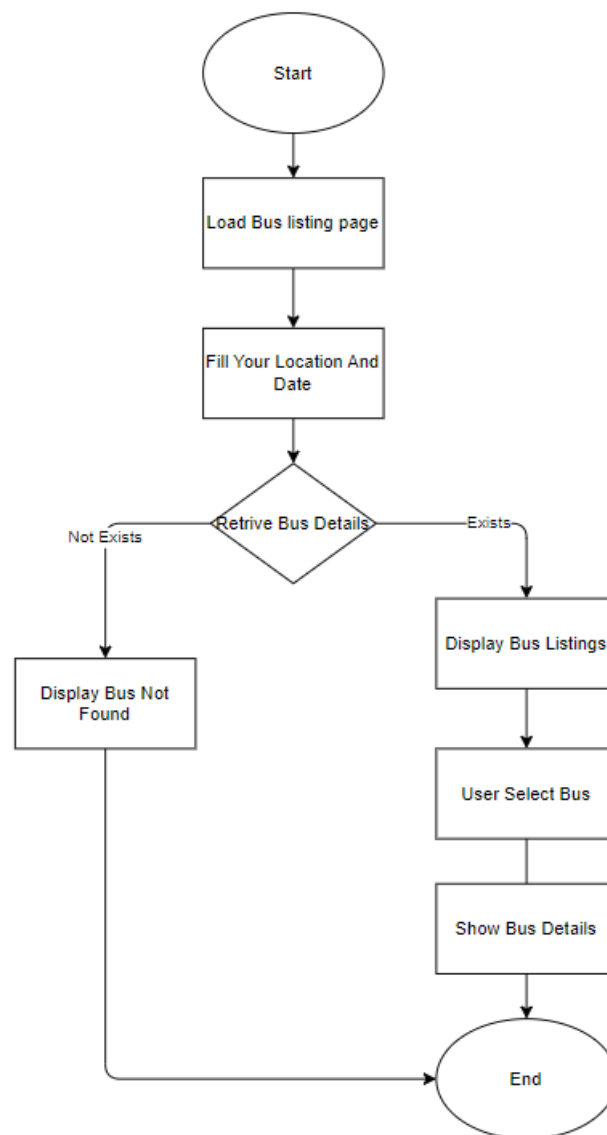 Start
Load Bus listing page
Fill Your Location And
Date
Retrive Bus Details
Not Exists
Exists
Display Bus Listings
Display Bus Not
Found
User Select Bus
Show Bus Details
End